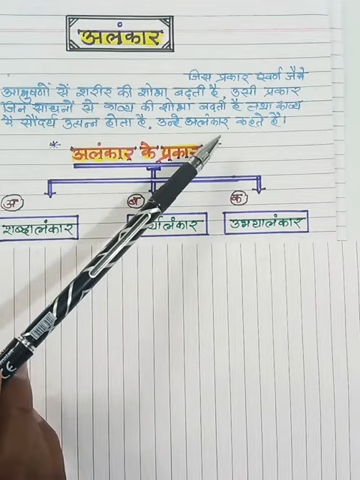 अलंकार
जिस प्रकार स्वर्ण जैसे
आभूषणों से शरीर की शोभा बढ़ती है, उसी प्रकार
जिन साधनों से काव्य की शोभा बढ़ती है तथा काव्य
में सौंदर्य उत्पन्न होता है, उन्हे अलंकार कहते है।
* अलंकार के प्रकार
अ ब क
शब्दालंकार र्थालंकार उभयालंकार